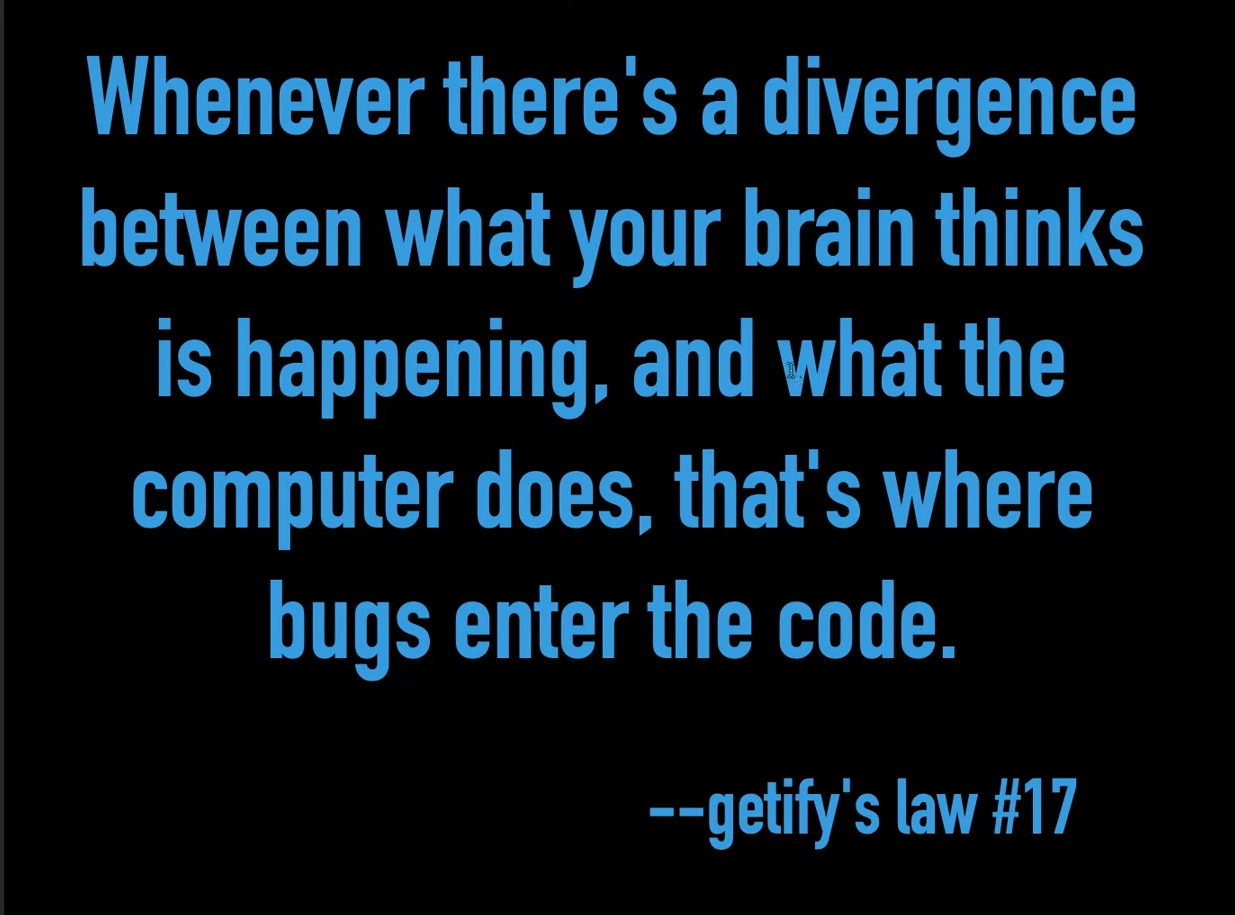 Whenever there's a divergence
between what your brain thinks
is happening, and what the
computer does, that's where
bugs enter the code.
--getify's law #17